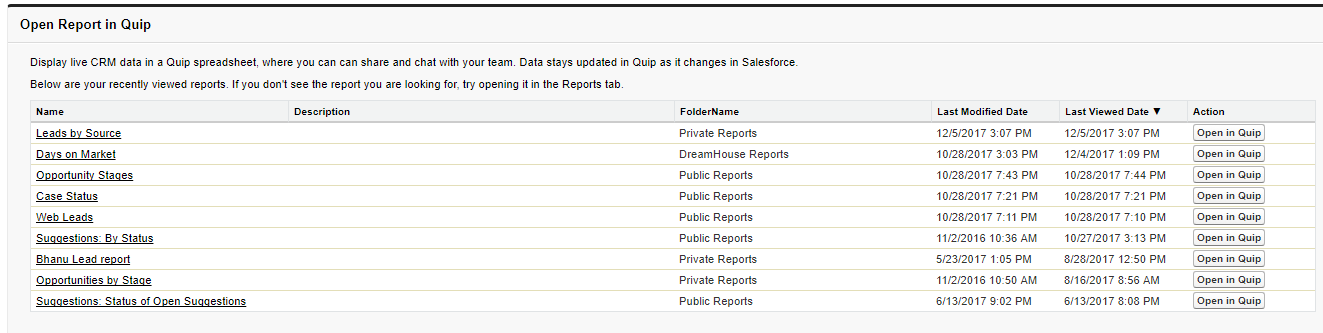 Open Report in Quip
Display live CRM data in a Quip spreadsheet, where you can can share and chat with your team. Data stays updated in Quip as it changes in Salesforce.
Below are your recently viewed reports. If you don't see the report you are looking for, try opening it in the Reports tab.
Name Description FolderName Last Modified Date Last Viewed Date ▼ Action
Leads by Source Private Reports 12/5/2017 3:07 PM 12/5/2017 3:07 PM Open in Quip
Days on Market DreamHouse Reports 10/28/2017 3:03 PM 12/4/2017 1:09 PM Open in Quip
Opportunity Stages Public Reports 10/28/2017 7:43 PM 10/28/2017 7:44 PM Open in Quip
Case Status Public Reports 10/28/2017 7:21 PM 10/28/2017 7:21 PM Open in Quip
Web Leads Public Reports 10/28/2017 7:11 PM 10/28/2017 7:10 PM Open in Quip
Suggestions: By Status Public Reports 11/2/2016 10:36 AM 10/27/2017 3:13 PM Open in Quip
Bhanu Lead report Private Reports 5/23/2017 1:05 PM 8/28/2017 12:50 PM Open in Quip
Opportunities by Stage Private Reports 11/2/2016 10:50 AM 8/16/2017 8:56 AM Open in Quip
Suggestions: Status of Open Suggestions Public Reports 6/13/2017 9:02 PM 6/13/2017 8:08 PM Open in Quip